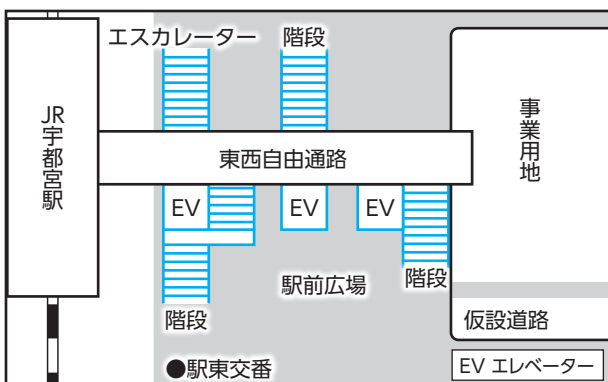 エスカレーター
階段
JR宇都宮駅
事業用地
東西自由通路
EV
EV
EV
駅前広場
階段
階段
仮設道路
●駅東交番
EV エレベーター